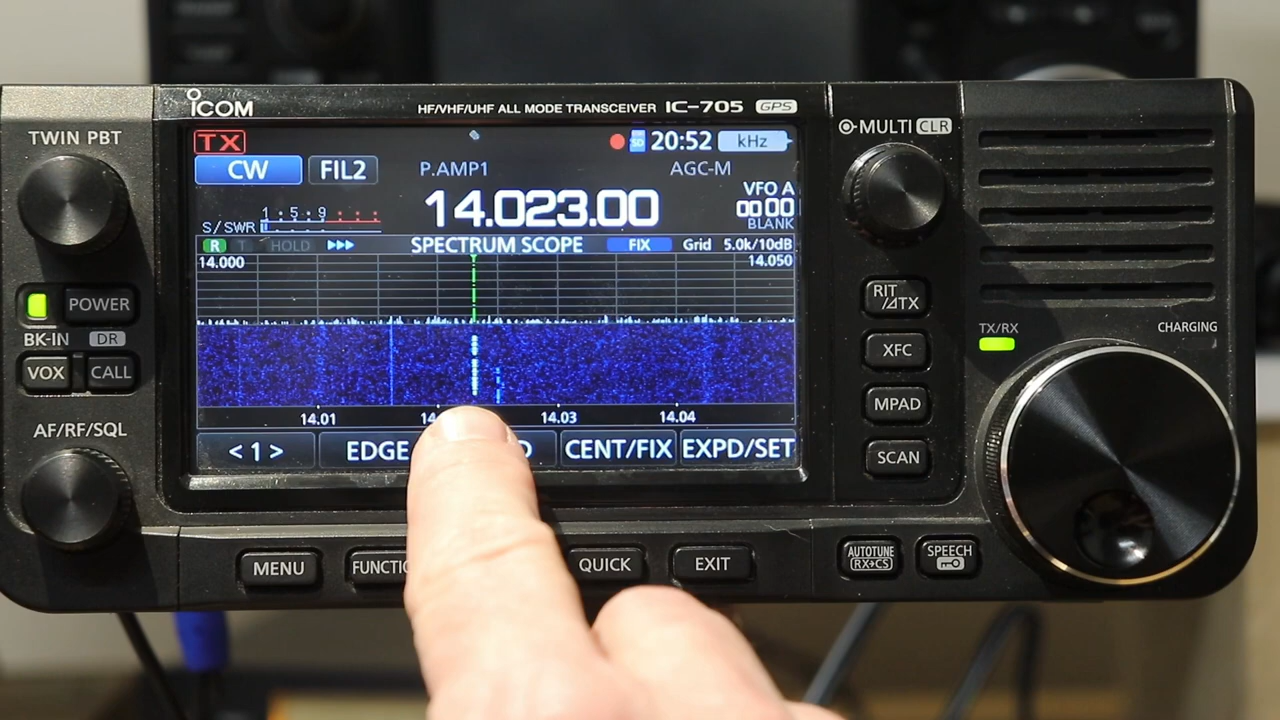 ICOM HF/VHF/UHF ALL MODE TRANSCEIVER IC-705 GPS
TWIN PBT
TX 20:52 kHz
SD
CW FIL2 P.AMP1 AGC-M
14.023.00
VFO A
00 00
BLANK
S/SWR 1 5 9
R T HOLD SPECTRUM SCOPE FIX Grid 5.0k/10dB
14.000 14.050
14.01 14. 14.03 14.04
< 1 > EDGE D CENT/FIX EXPD/SET
POWER
BK-IN DR
VOX CALL
AF/RF/SQL
MULTI CLR
RIT/⊿TX
XFC
MPAD
SCAN
TX/RX CHARGING
MENU FUNCTIO QUICK EXIT
AUTOTUNE SPEECH
RX→CS